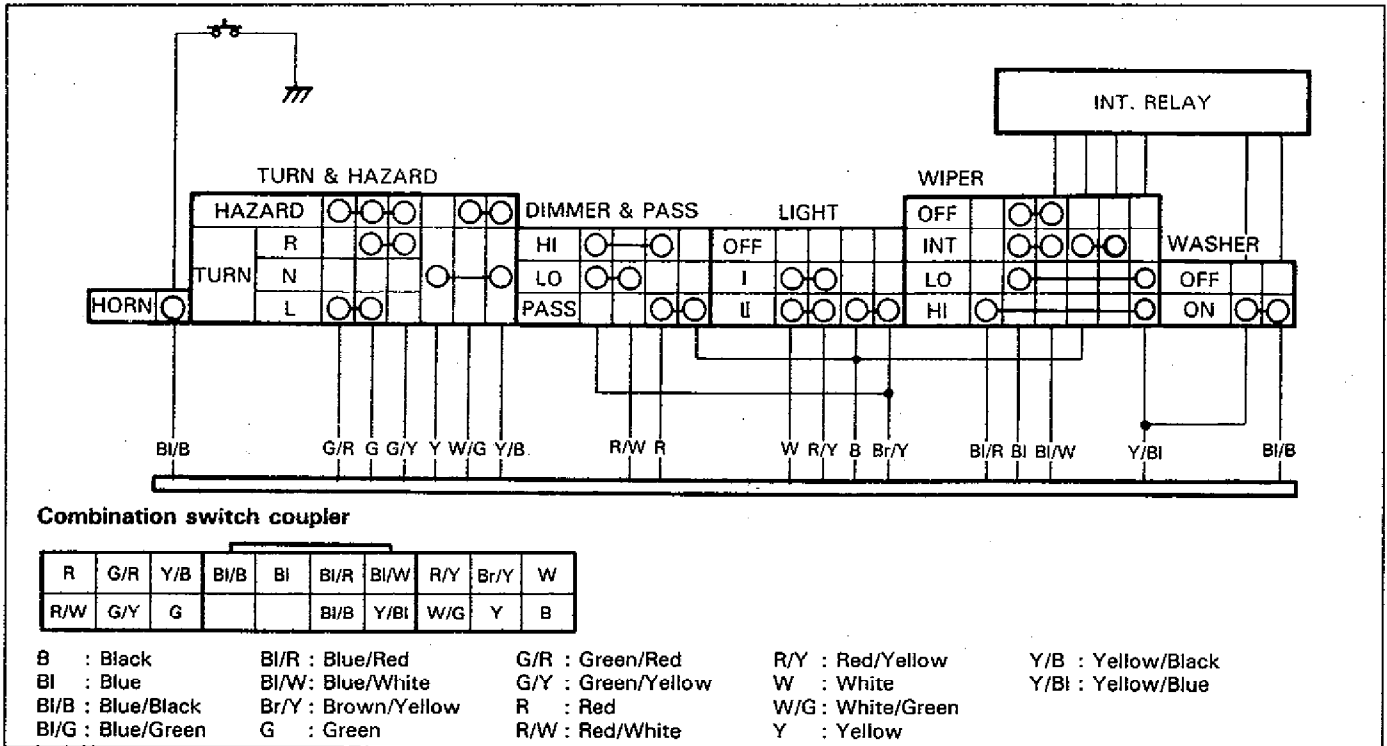 INT. RELAY
TURN & HAZARD
WIPER
HAZARD
DIMMER & PASS
LIGHT
OFF
R
HI
OFF
INT
WASHER
TURN
N
LO
I
LO
OFF
HORN
L
PASS
II
HI
ON
Bl/B G/R G G/Y Y W/G Y/B R/W R W R/Y B Br/Y Bl/R Bl Bl/W Y/Bl Bl/B
Combination switch coupler
R G/R Y/B Bl/B Bl Bl/R Bl/W R/Y Br/Y W
R/W G/Y G Bl/B Y/Bl W/G Y B
B : Black Bl/R : Blue/Red G/R : Green/Red R/Y : Red/Yellow Y/B : Yellow/Black
Bl : Blue Bl/W : Blue/White G/Y : Green/Yellow W : White Y/Bl : Yellow/Blue
Bl/B : Blue/Black Br/Y : Brown/Yellow R : Red W/G : White/Green
Bl/G : Blue/Green G : Green R/W : Red/White Y : Yellow